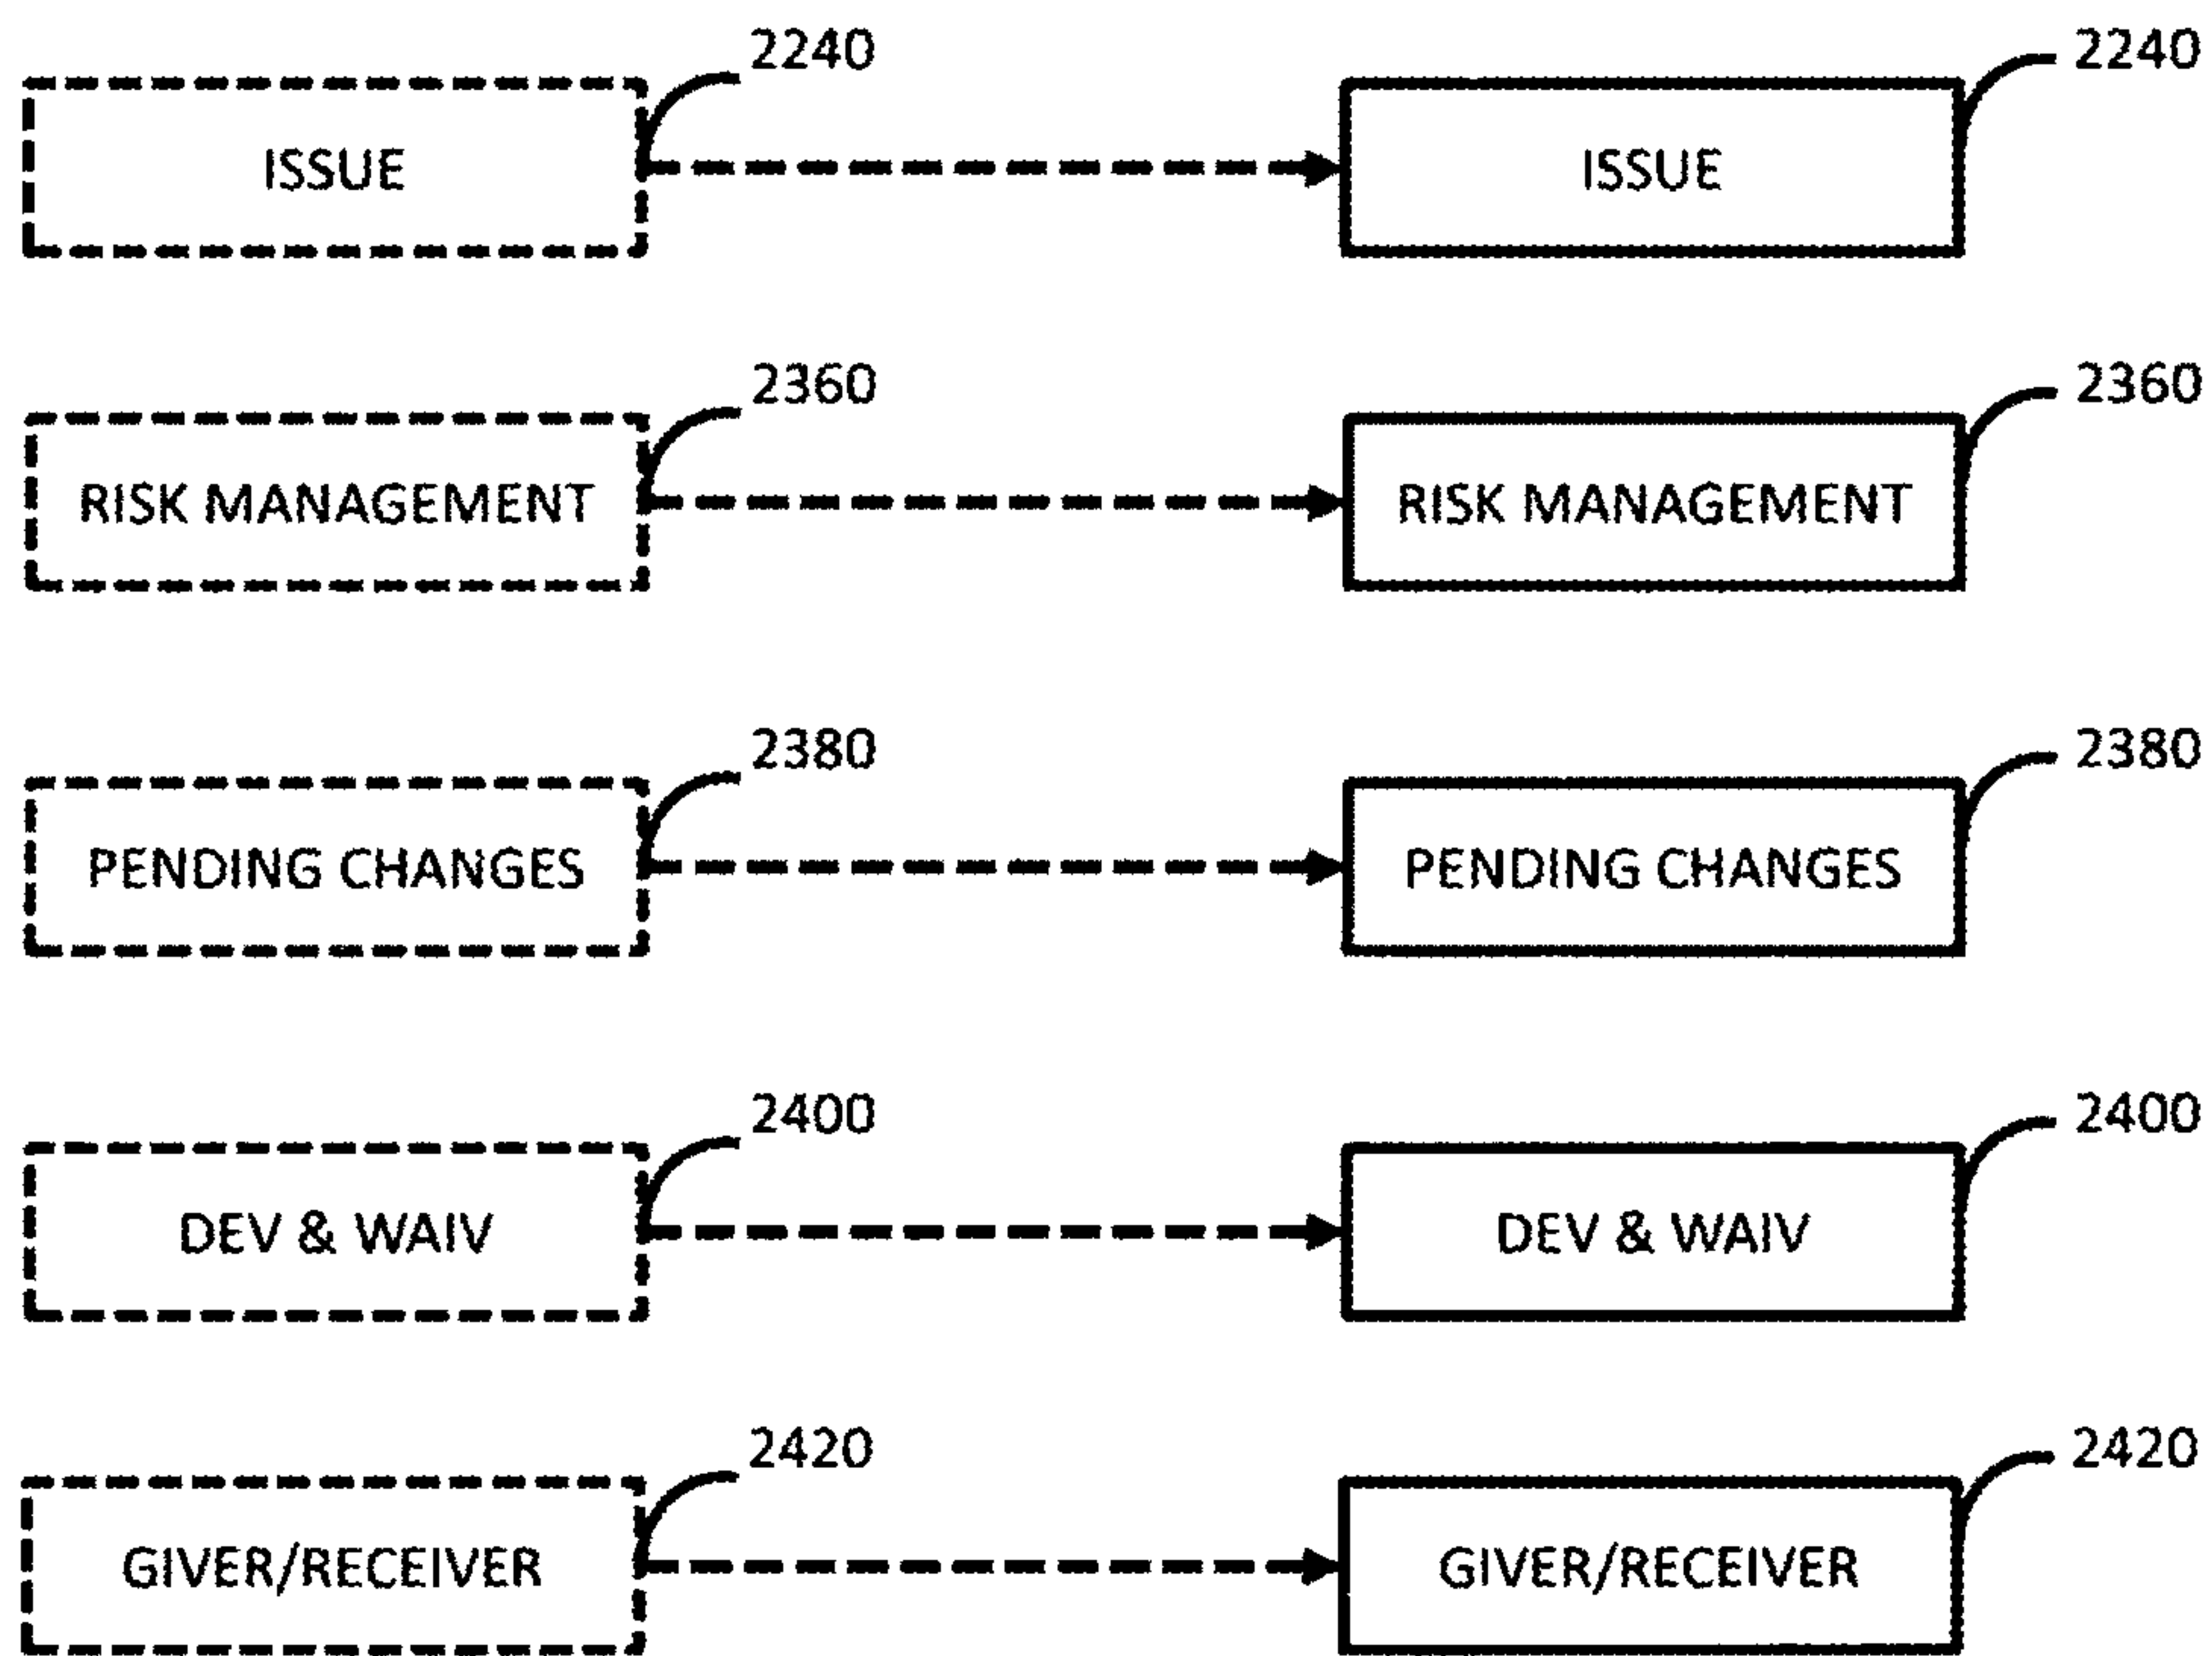 2240
2240
ISSUE
ISSUE
2360
2360
RISK MANAGEMENT
RISK MANAGEMENT
2380
2380
PENDING CHANGES
PENDING CHANGES
2400
2400
DEV & WAIV
DEV & WAIV
2420
2420
GIVER/RECEIVER
GIVER/RECEIVER